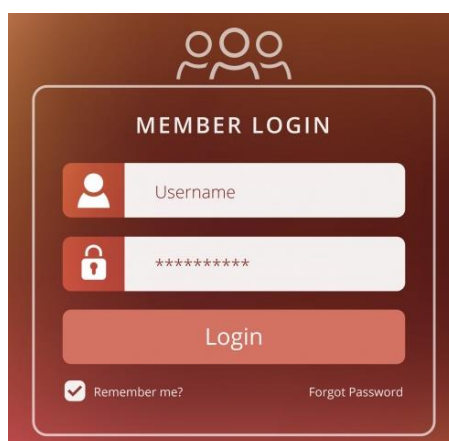 MEMBER LOGIN
Username
**********
Login
Remember me? Forgot Password